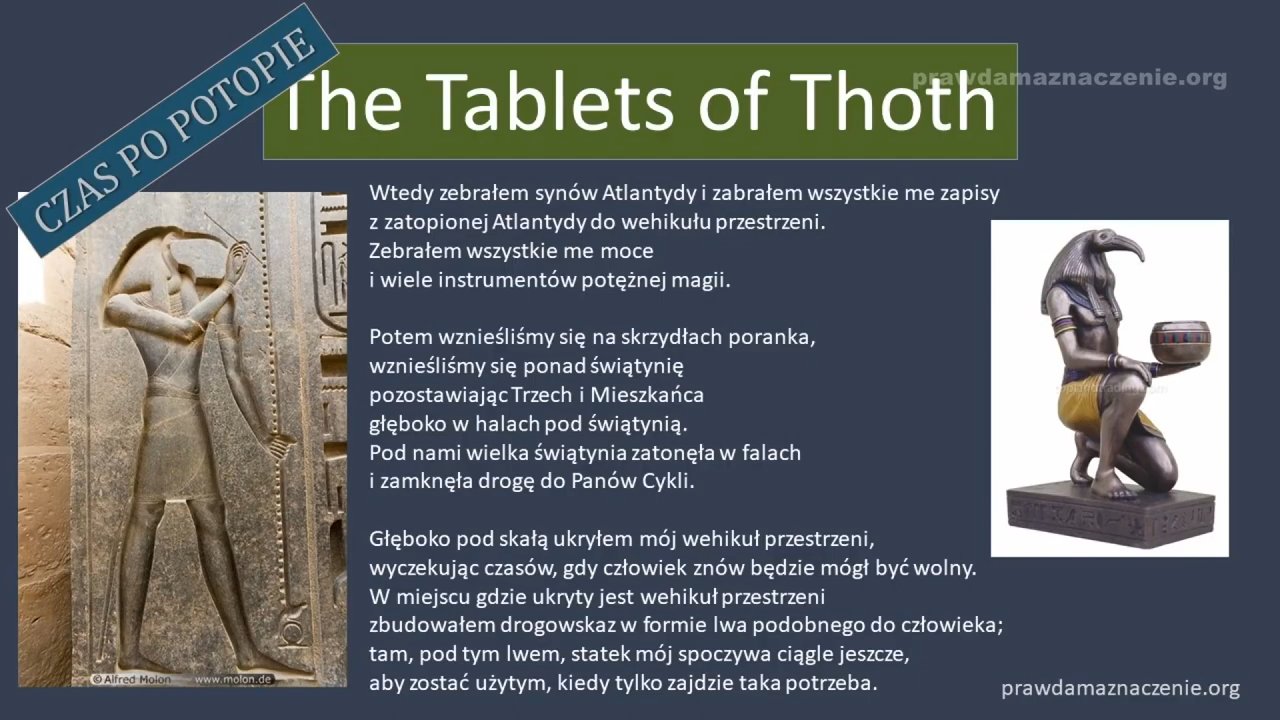 CZAS PO POTOPIE
The Tablets of Thoth
prawdamaznaczenie.org
Wtedy zebrałem synów Atlantydy i zabrałem wszystkie me zapisy
z zatopionej Atlantydy do wehikułu przestrzeni.
Zebrałem wszystkie me moce
i wiele instrumentów potężnej magii.
Potem wznieśliśmy się na skrzydłach poranka,
wznieśliśmy się ponad świątynię
pozostawiając Trzech i Mieszkańca
głęboko w halach pod świątynią.
Pod nami wielka świątynia zatonęła w falach
i zamknęła drogę do Panów Cykli.
Głęboko pod skałą ukryłem mój wehikuł przestrzeni,
wyczekując czasów, gdy człowiek znów będzie mógł być wolny.
W miejscu gdzie ukryty jest wehikuł przestrzeni
zbudowałem drogowskaz w formie lwa podobnego do człowieka;
tam, pod tym lwem, statek mój spoczywa ciągle jeszcze,
aby zostać użytym, kiedy tylko zajdzie taka potrzeba.
© Alfred Molon www.molon.de
prawdamaznaczenie.org